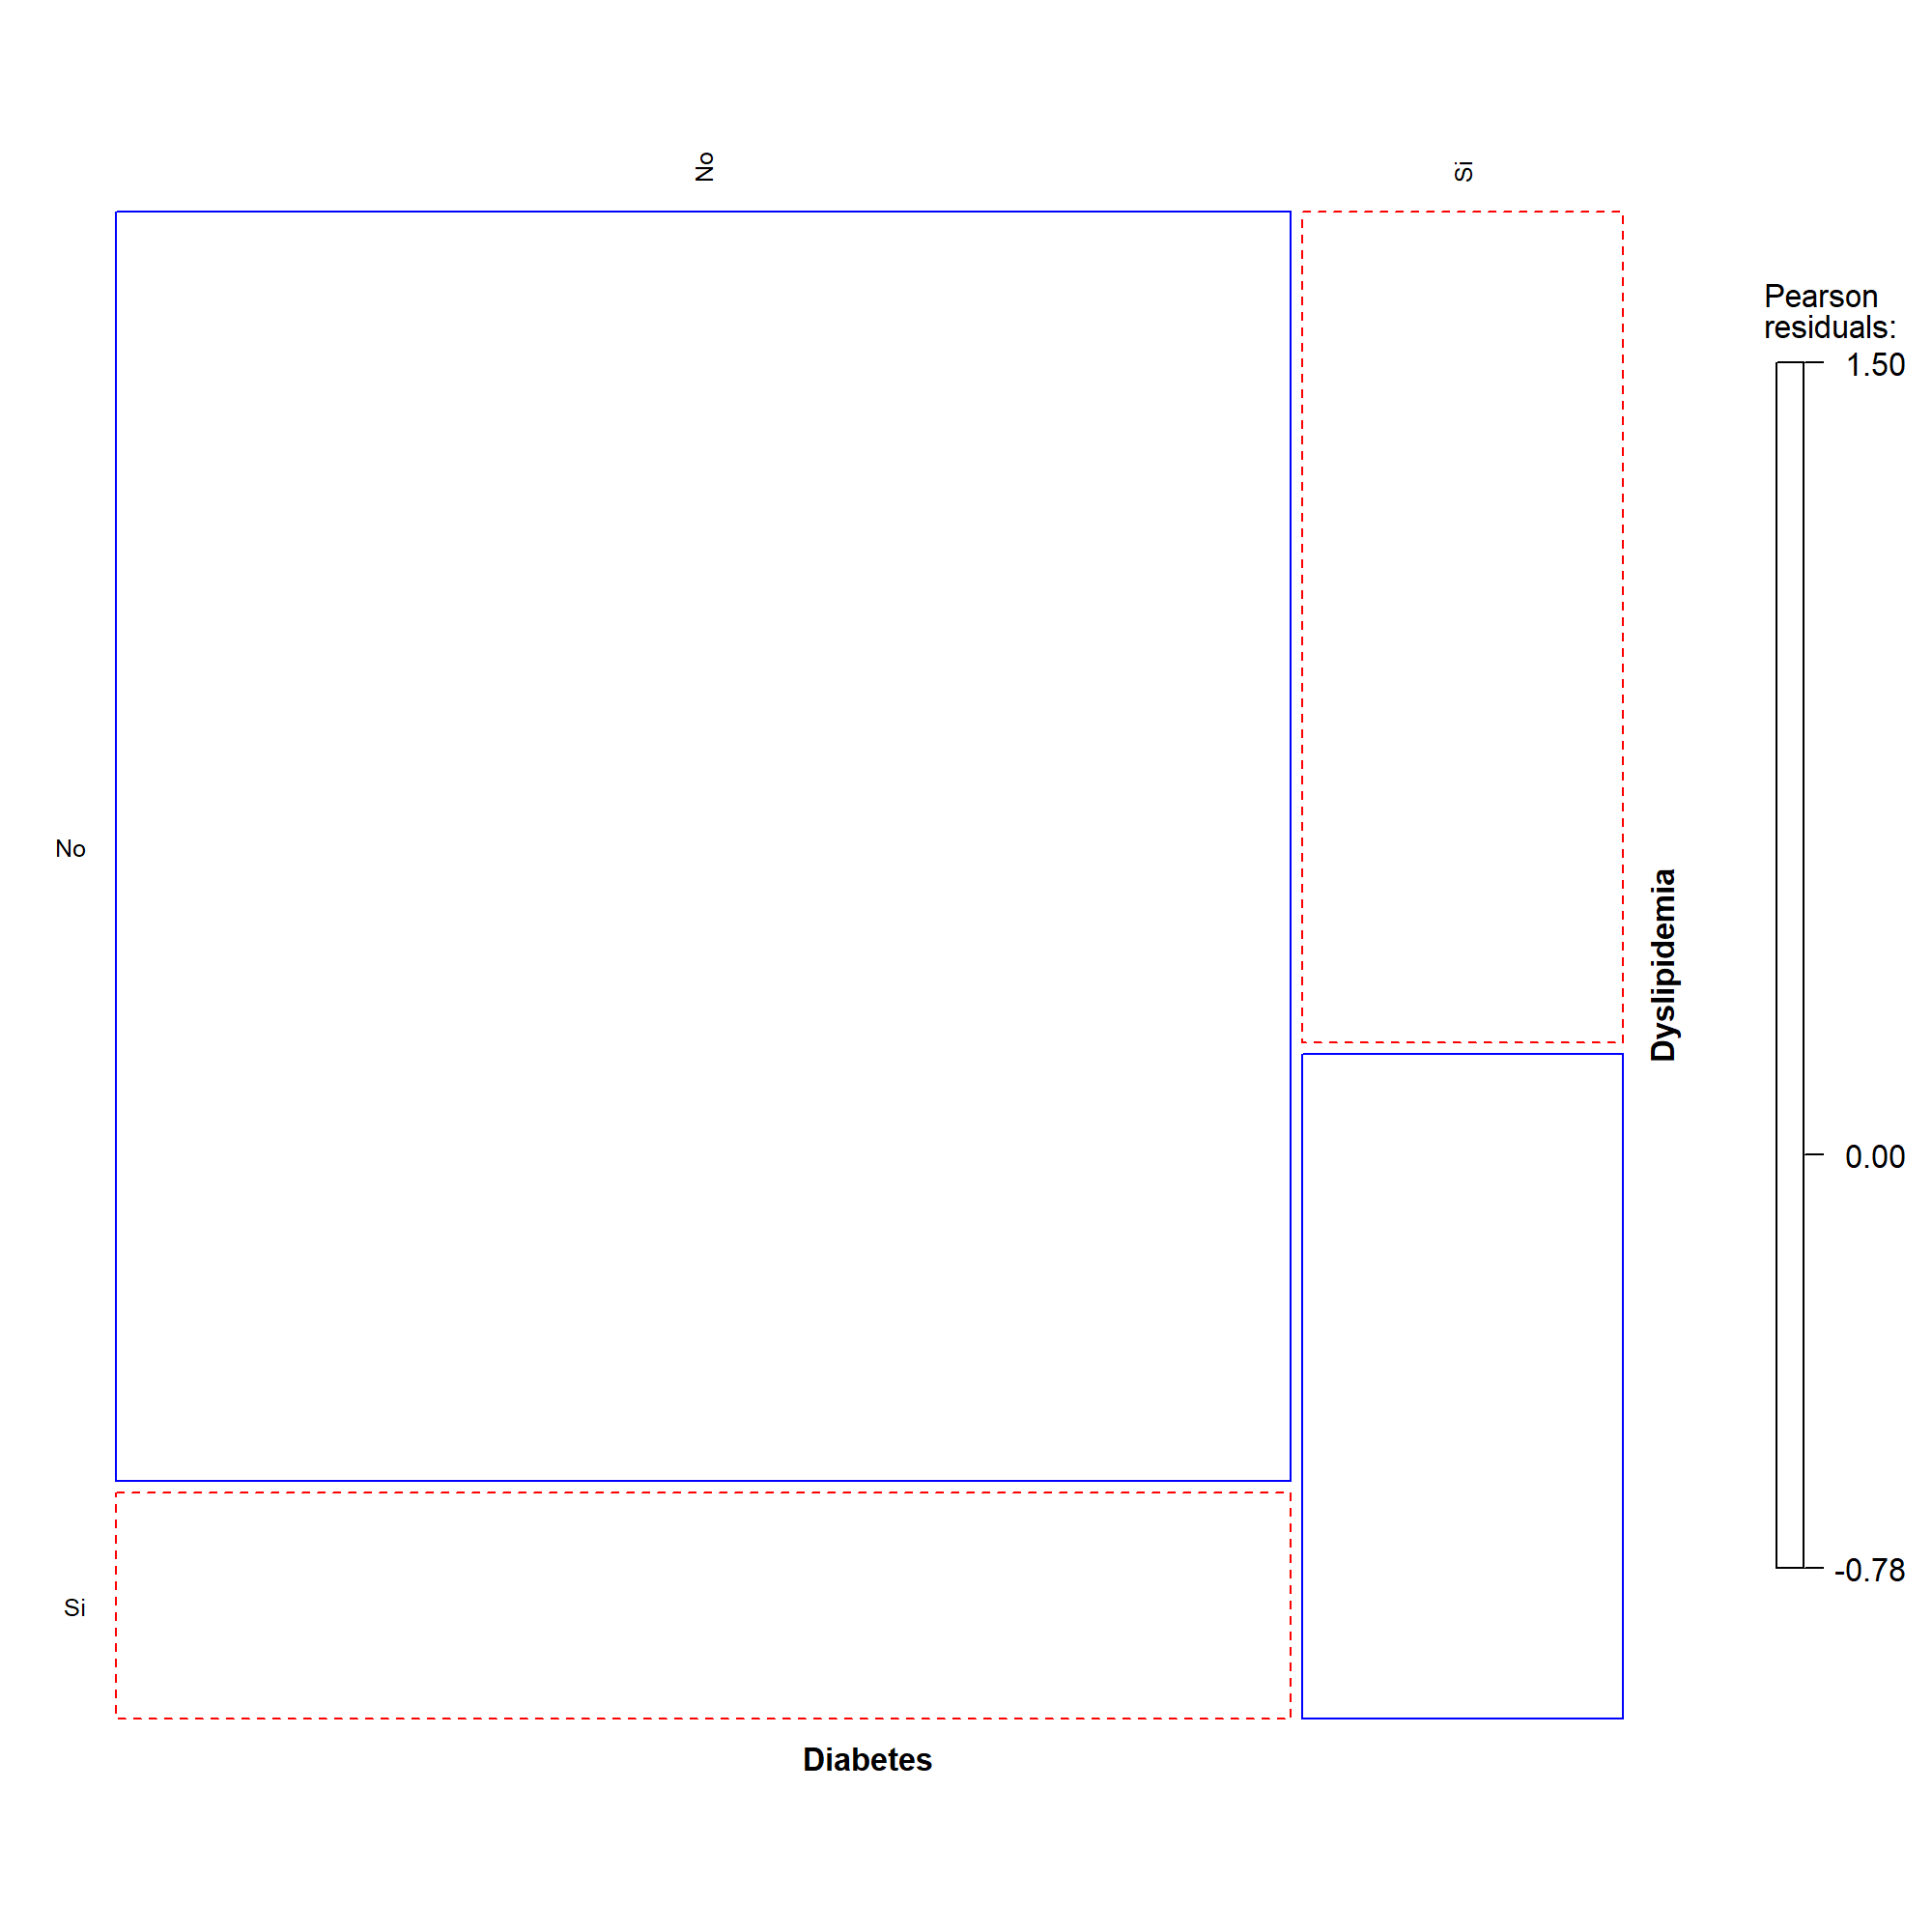 No
Si
Pearson
residuals:
1.50
No
Dyslipidemia
0.00
-0.78
Si
Diabetes